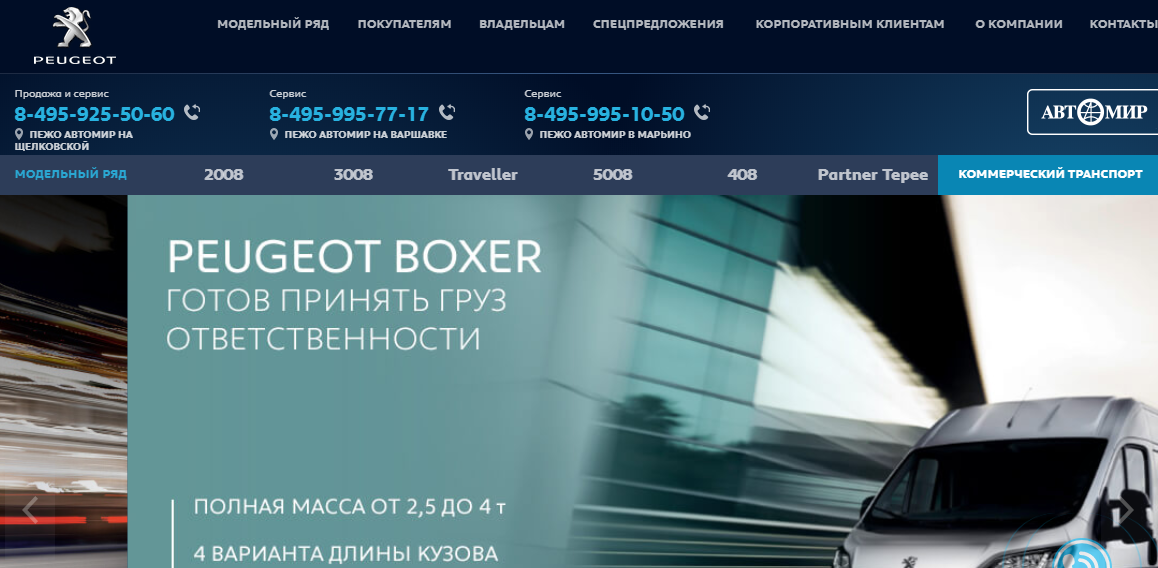 PEUGEOT
МОДЕЛЬНЫЙ РЯД ПОКУПАТЕЛЯМ ВЛАДЕЛЬЦАМ СПЕЦПРЕДЛОЖЕНИЯ КОРПОРАТИВНЫМ КЛИЕНТАМ О КОМПАНИИ КОНТАКТЫ
Продажа и сервис
8-495-925-50-60
ПЕЖО АВТОМИР НА
ЩЕЛКОВСКОЙ
Сервис
8-495-995-77-17
ПЕЖО АВТОМИР НА ВАРШАВКЕ
Сервис
8-495-995-10-50
ПЕЖО АВТОМИР В МАРЬИНО
АВТОМИР
МОДЕЛЬНЫЙ РЯД 2008 3008 Traveller 5008 408 Partner Tepee КОММЕРЧЕСКИЙ ТРАНСПОРТ
PEUGEOT BOXER
ГОТОВ ПРИНЯТЬ ГРУЗ
ОТВЕТСТВЕННОСТИ
ПОЛНАЯ МАССА ОТ 2,5 ДО 4 т
4 ВАРИАНТА ДЛИНЫ КУЗОВА